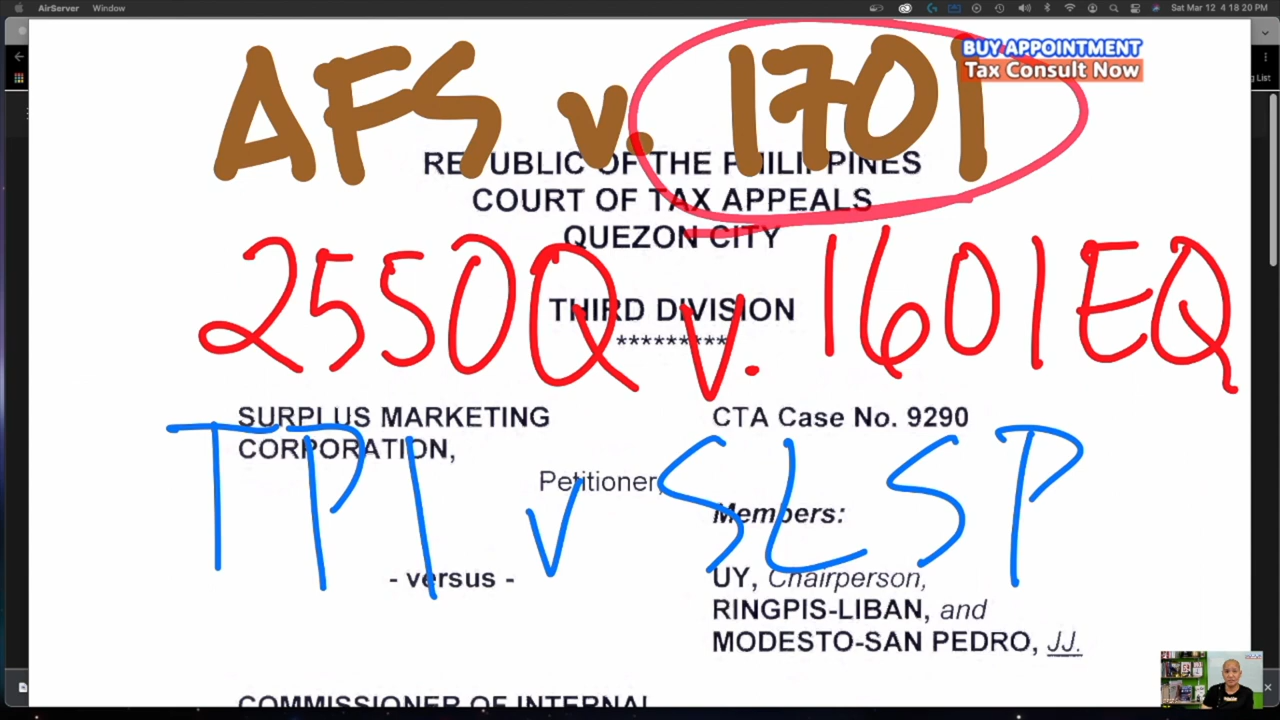 AirServer Window Sat Mar 12 4 18 20 PM
BUY APPOINTMENT
Tax Consult Now
AFS v. 1701
REPUBLIC OF THE PHILIPPINES
COURT OF TAX APPEALS
QUEZON CITY
2550Q v. 1601EQ
THIRD DIVISION
*********
SURPLUS MARKETING
CORPORATION,
CTA Case No. 9290
TPI v SLSP
Petitioner,
Members:
- versus -
UY, Chairperson,
RINGPIS-LIBAN, and
MODESTO-SAN PEDRO, JJ.
COMMISSIONER OF INTERNAL